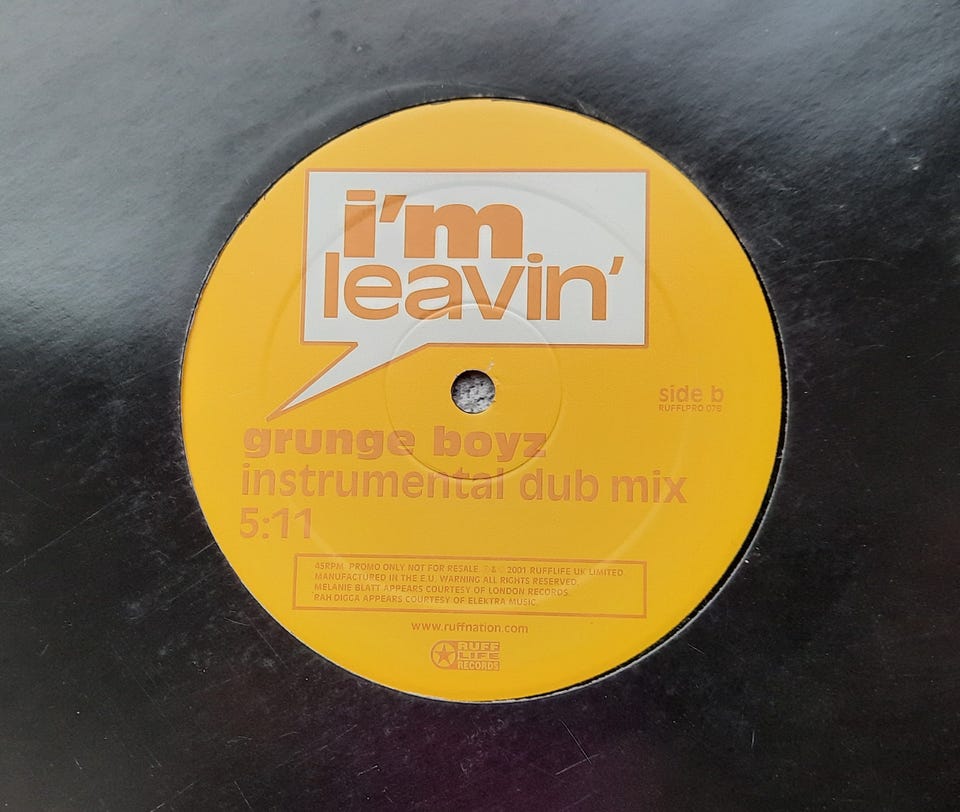 i'm
leavin'
side b
RUFFLPRO 07B
grunge boyz
instrumental dub mix
5:11
45RPM. PROMO ONLY NOT FOR RESALE. ℗ & © 2001 RUFFLIFE UK LIMITED.
MANUFACTURED IN THE E.U. WARNING ALL RIGHTS RESERVED.
MELANIE BLATT APPEARS COURTESY OF LONDON RECORDS.
RAH DIGGA APPEARS COURTESY OF ELEKTRA MUSIC.
www.ruffnation.com
RUFF
LIFE
RECORDS